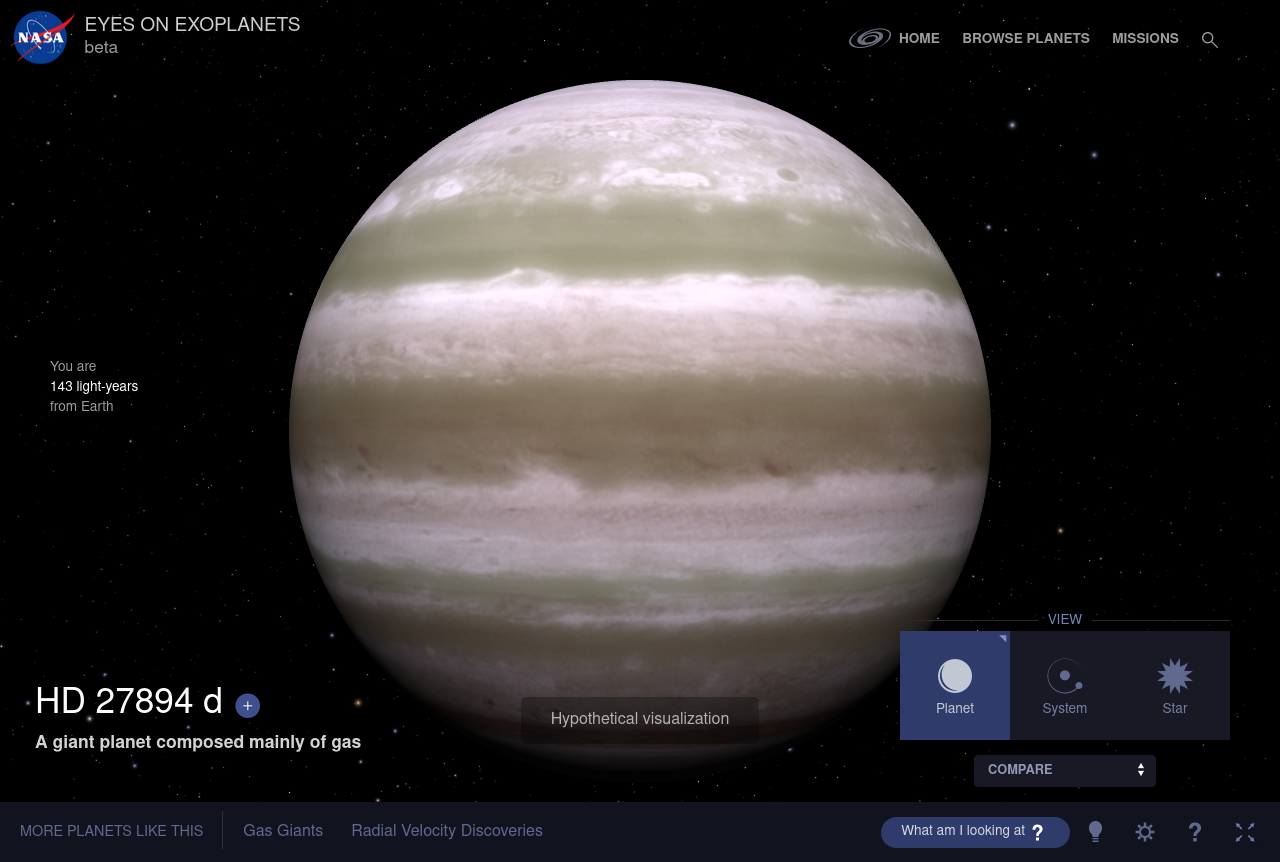 NASA
EYES ON EXOPLANETS
beta
HOME
BROWSE PLANETS
MISSIONS
You are
143 light-years
from Earth
HD 27894 d +
A giant planet composed mainly of gas
Hypothetical visualization
VIEW
Planet
System
Star
COMPARE
MORE PLANETS LIKE THIS
Gas Giants
Radial Velocity Discoveries
What am I looking at ?
?